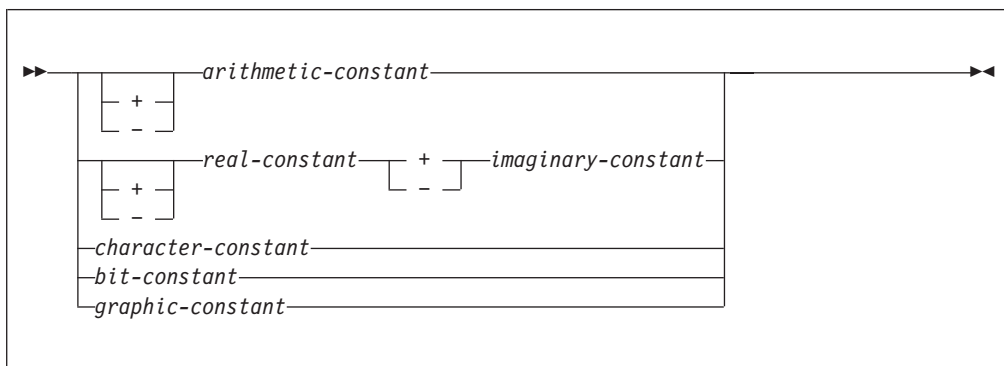 arithmetic-constant
+
−
real-constant + imaginary-constant
+ −
−
character-constant
bit-constant
graphic-constant